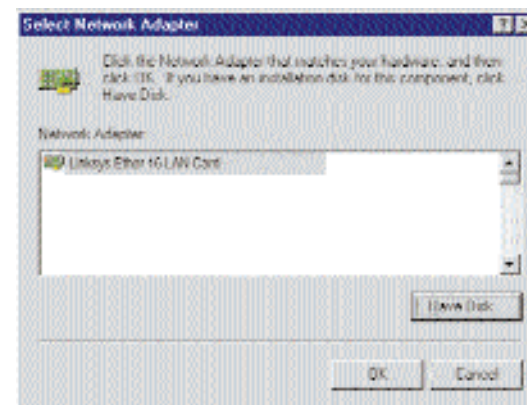 Select Network Adapter
Click the Network Adapter that matches your hardware, and then
click OK. If you have an installation disk for this component, click
Have Disk.
Network Adapter:
Linksys Ether16 LAN Card
Have Disk
OK
Cancel